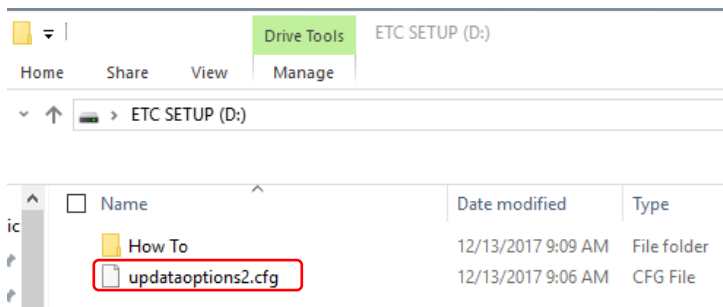 Drive Tools ETC SETUP (D:)
Home Share View Manage
ETC SETUP (D:)
Name Date modified Type
ic
How To 12/13/2017 9:09 AM File folder
updataoptions2.cfg 12/13/2017 9:06 AM CFG File